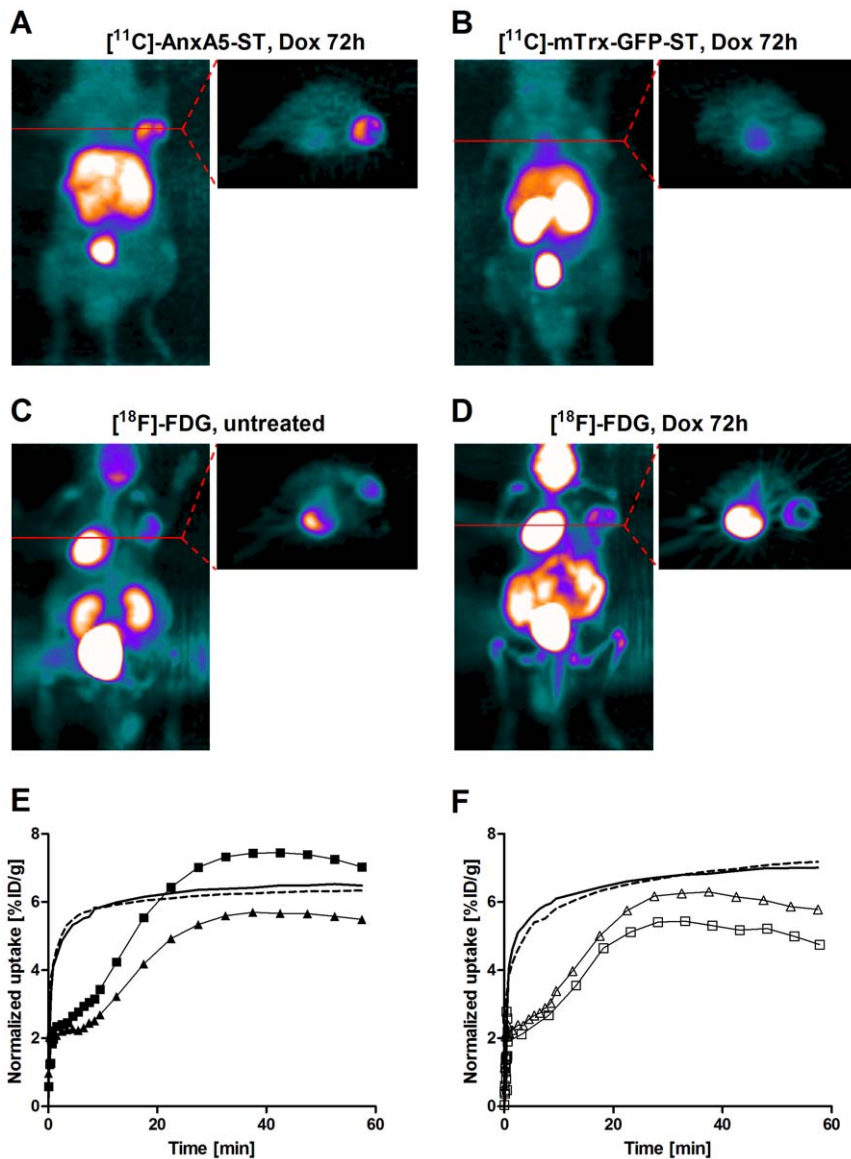 A
[¹¹C]-AnxA5-ST, Dox 72h
B
[¹¹C]-mTrx-GFP-ST, Dox 72h
C
[¹⁸F]-FDG, untreated
D
[¹⁸F]-FDG, Dox 72h
E
Normalized uptake [%ID/g]
8
6
4
2
0
0 20 40 60
Time [min]
F
Normalized uptake [%ID/g]
8
6
4
2
0
0 20 40 60
Time [min]